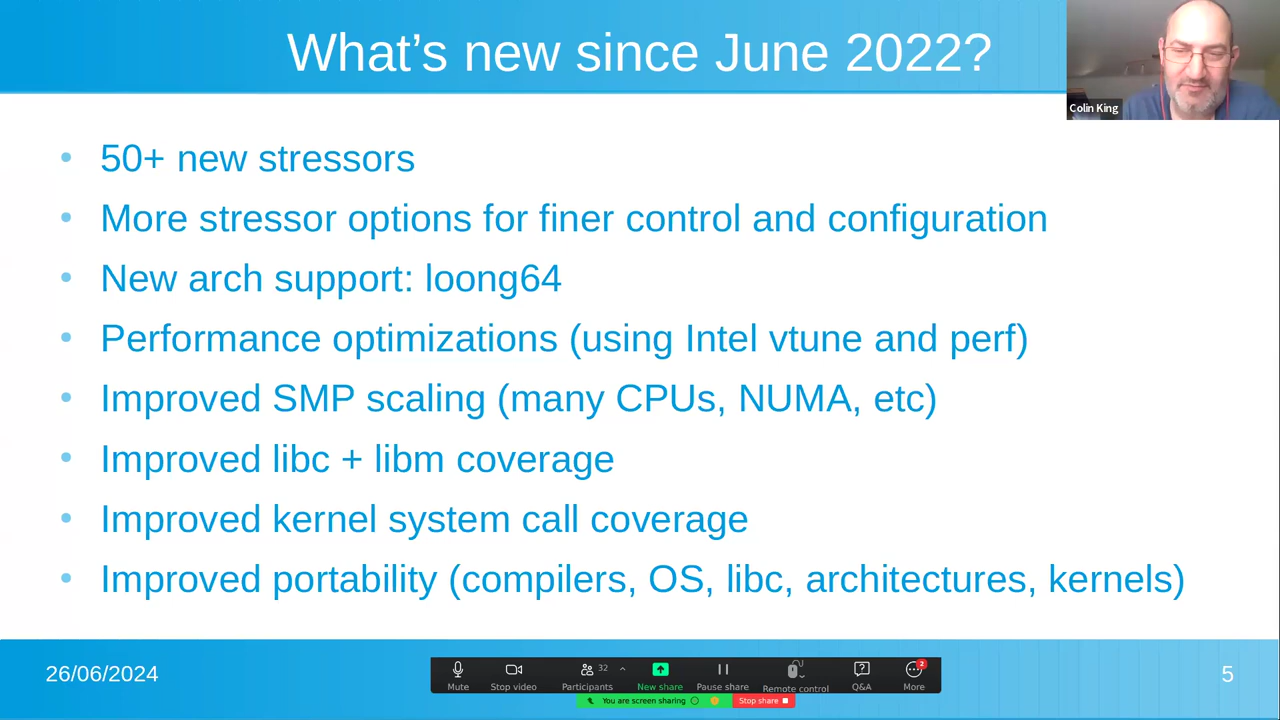 What’s new since June 2022?
Colin King
• 50+ new stressors
• More stressor options for finer control and configuration
• New arch support: loong64
• Performance optimizations (using Intel vtune and perf)
• Improved SMP scaling (many CPUs, NUMA, etc)
• Improved libc + libm coverage
• Improved kernel system call coverage
• Improved portability (compilers, OS, libc, architectures, kernels)
26/06/2024
5
32
2
Mute Stop video Participants New share Pause share Remote control Q&A More
You are screen sharing Stop share